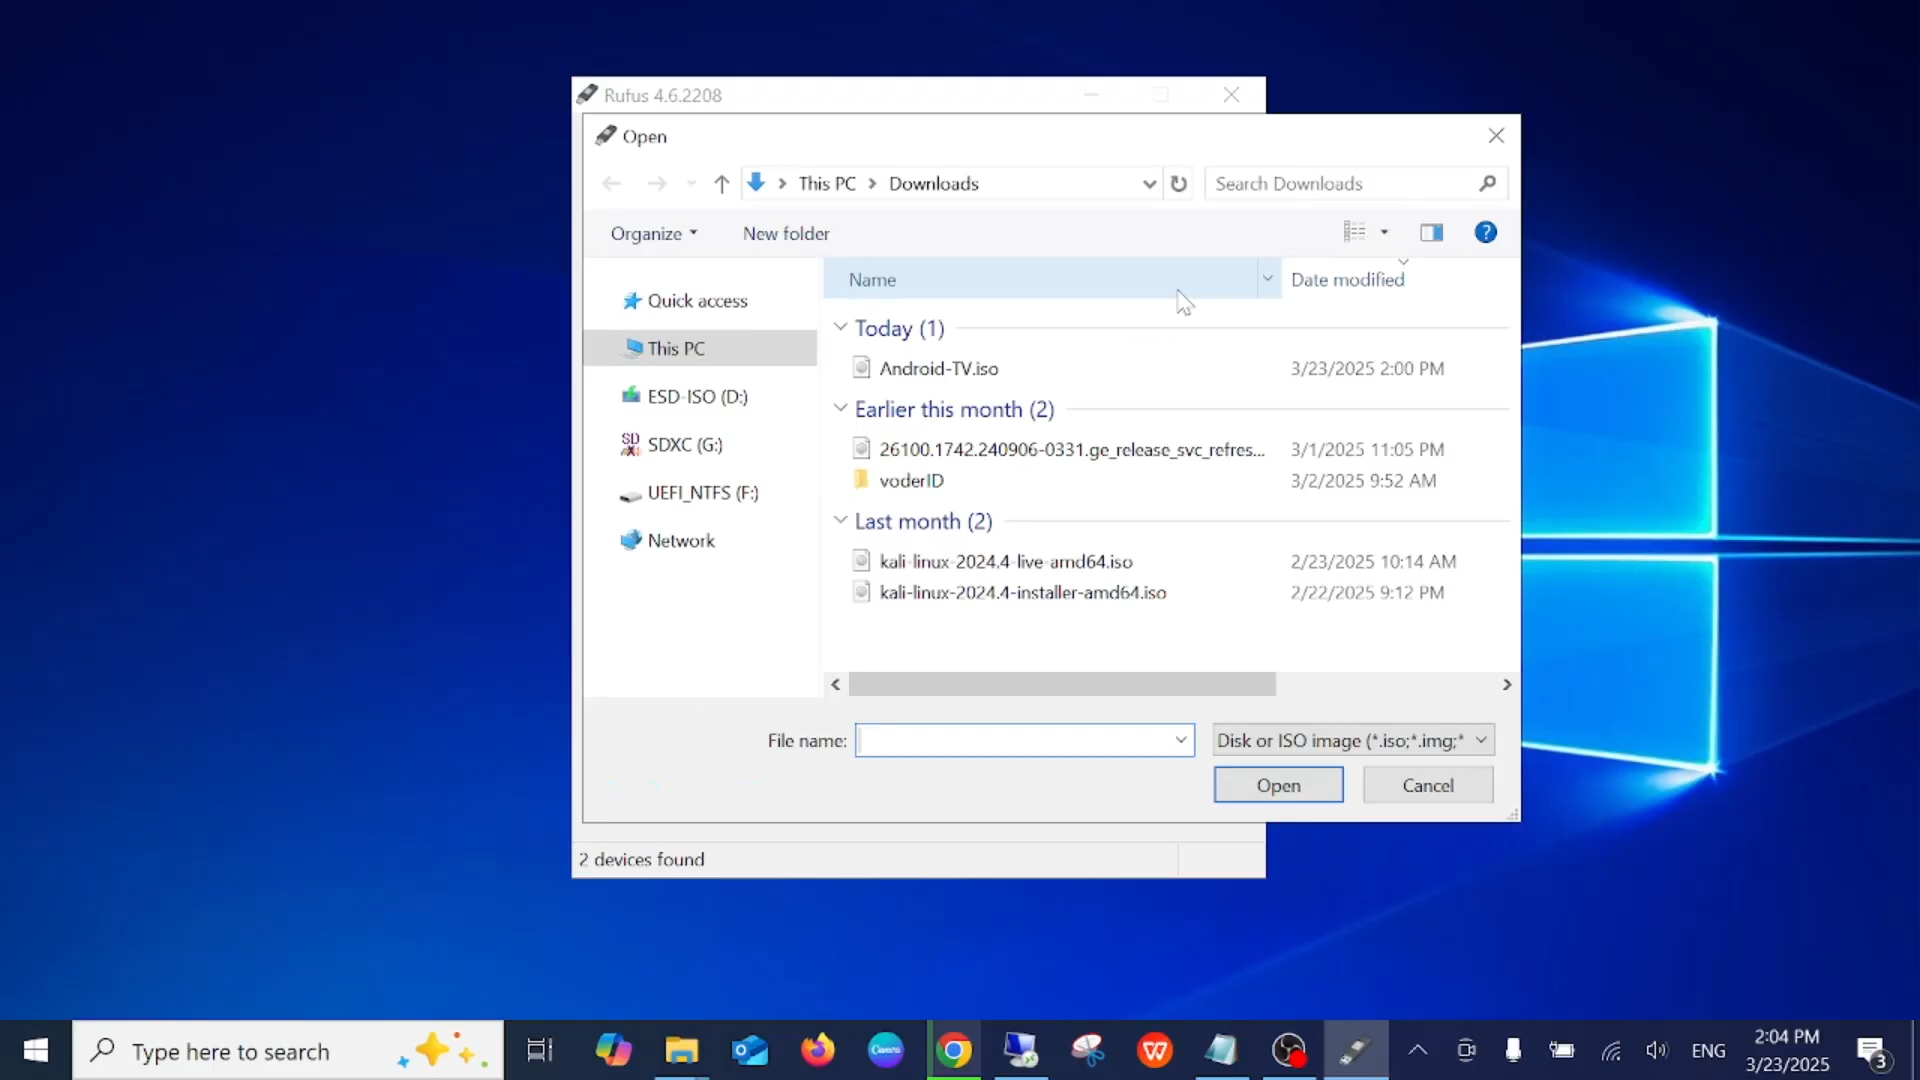 Rufus 4.6.2208
Open
This PC
Downloads
Search Downloads
Organize
New folder
?
Name
Date modified
Quick access
This PC
ESD-ISO (D:)
SD
SDXC (G:)
UEFI_NTFS (F:)
Network
Today (1)
Android-TV.iso 3/23/2025 2:00 PM
Earlier this month (2)
26100.1742.240906-0331.ge_release_svc_refres... 3/1/2025 11:05 PM
voderID 3/2/2025 9:52 AM
Last month (2)
kali-linux-2024.4-live-amd64.iso 2/23/2025 10:14 AM
kali-linux-2024.4-installer-amd64.iso 2/22/2025 9:12 PM
File name:
Disk or ISO image (*.iso;*.img;*
Open
Cancel
2 devices found
Type here to search
Canva
W
ENG
2:04 PM
3/23/2025
3